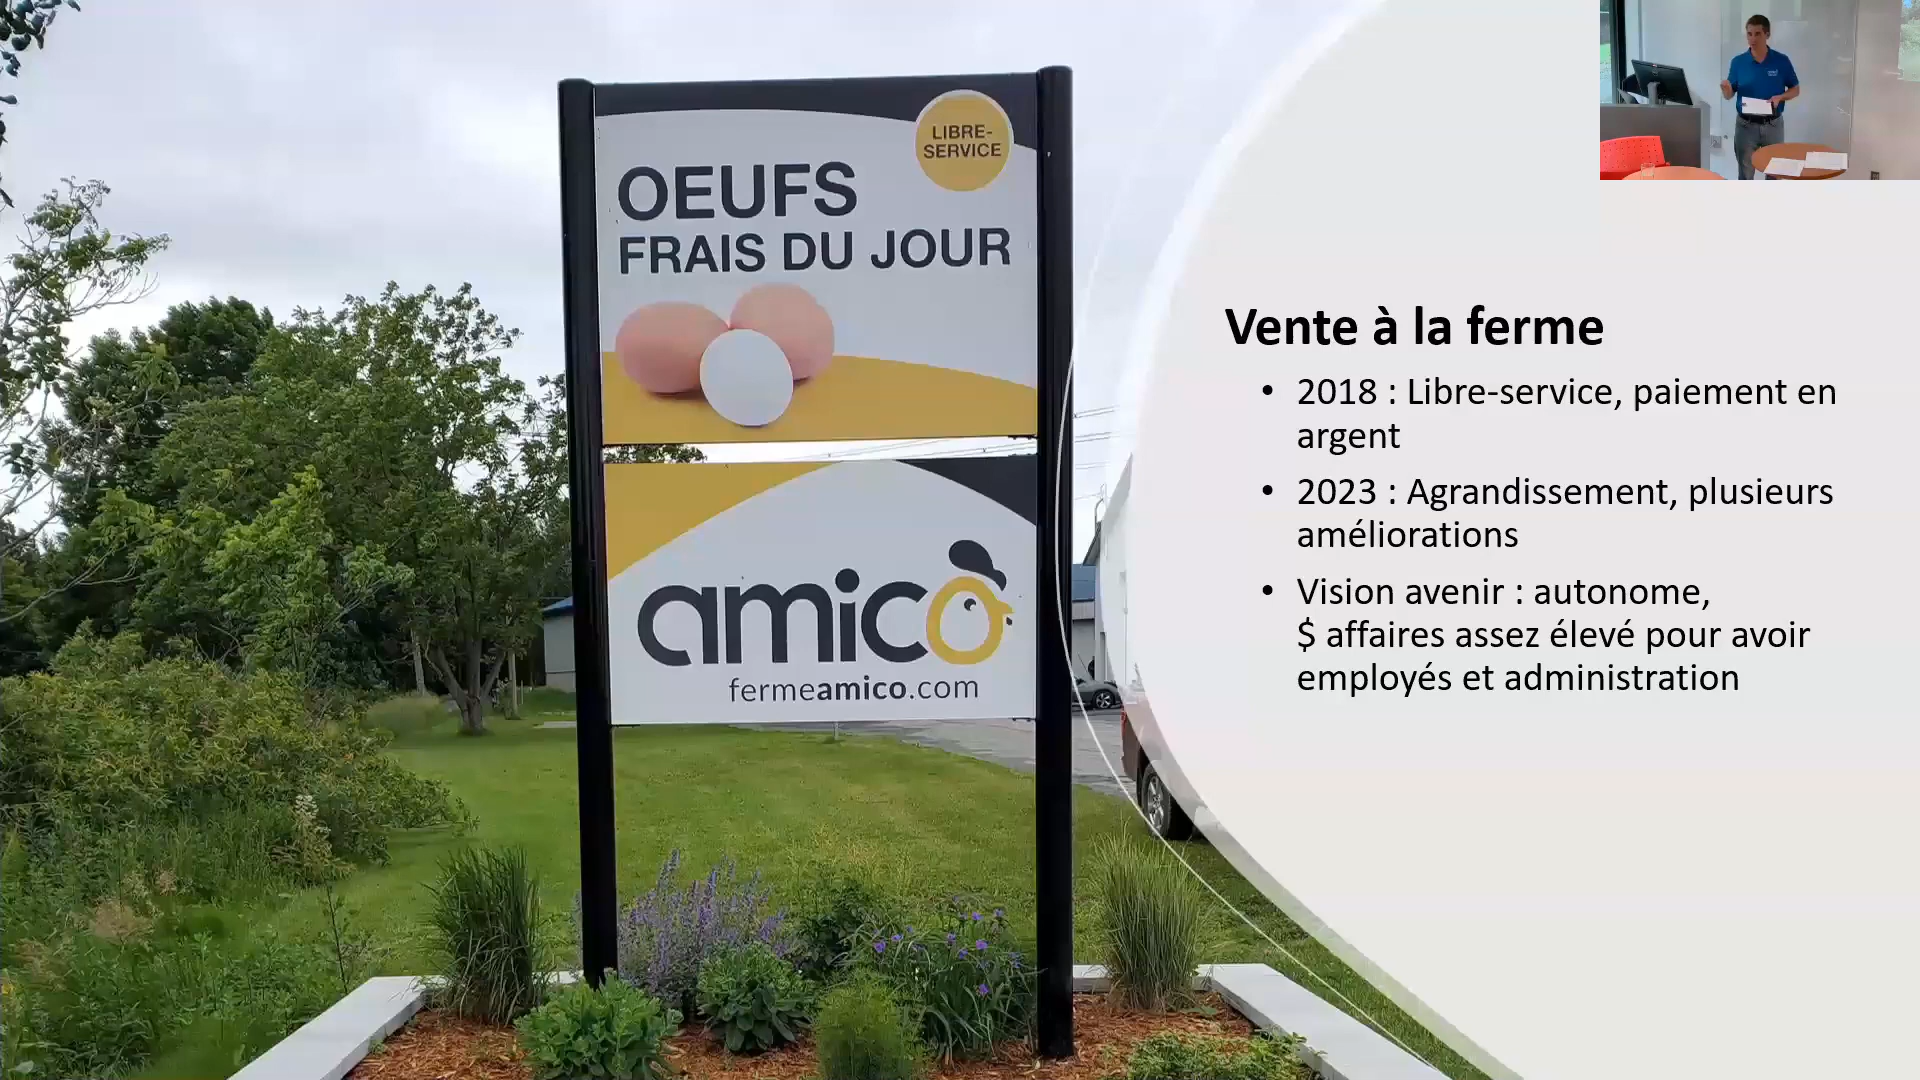 LIBRE-
SERVICE
OEUFS
FRAIS DU JOUR
amico
fermeamico.com
Vente à la ferme
• 2018 : Libre-service, paiement en
argent
• 2023 : Agrandissement, plusieurs
améliorations
• Vision avenir : autonome,
$ affaires assez élevé pour avoir
employés et administration